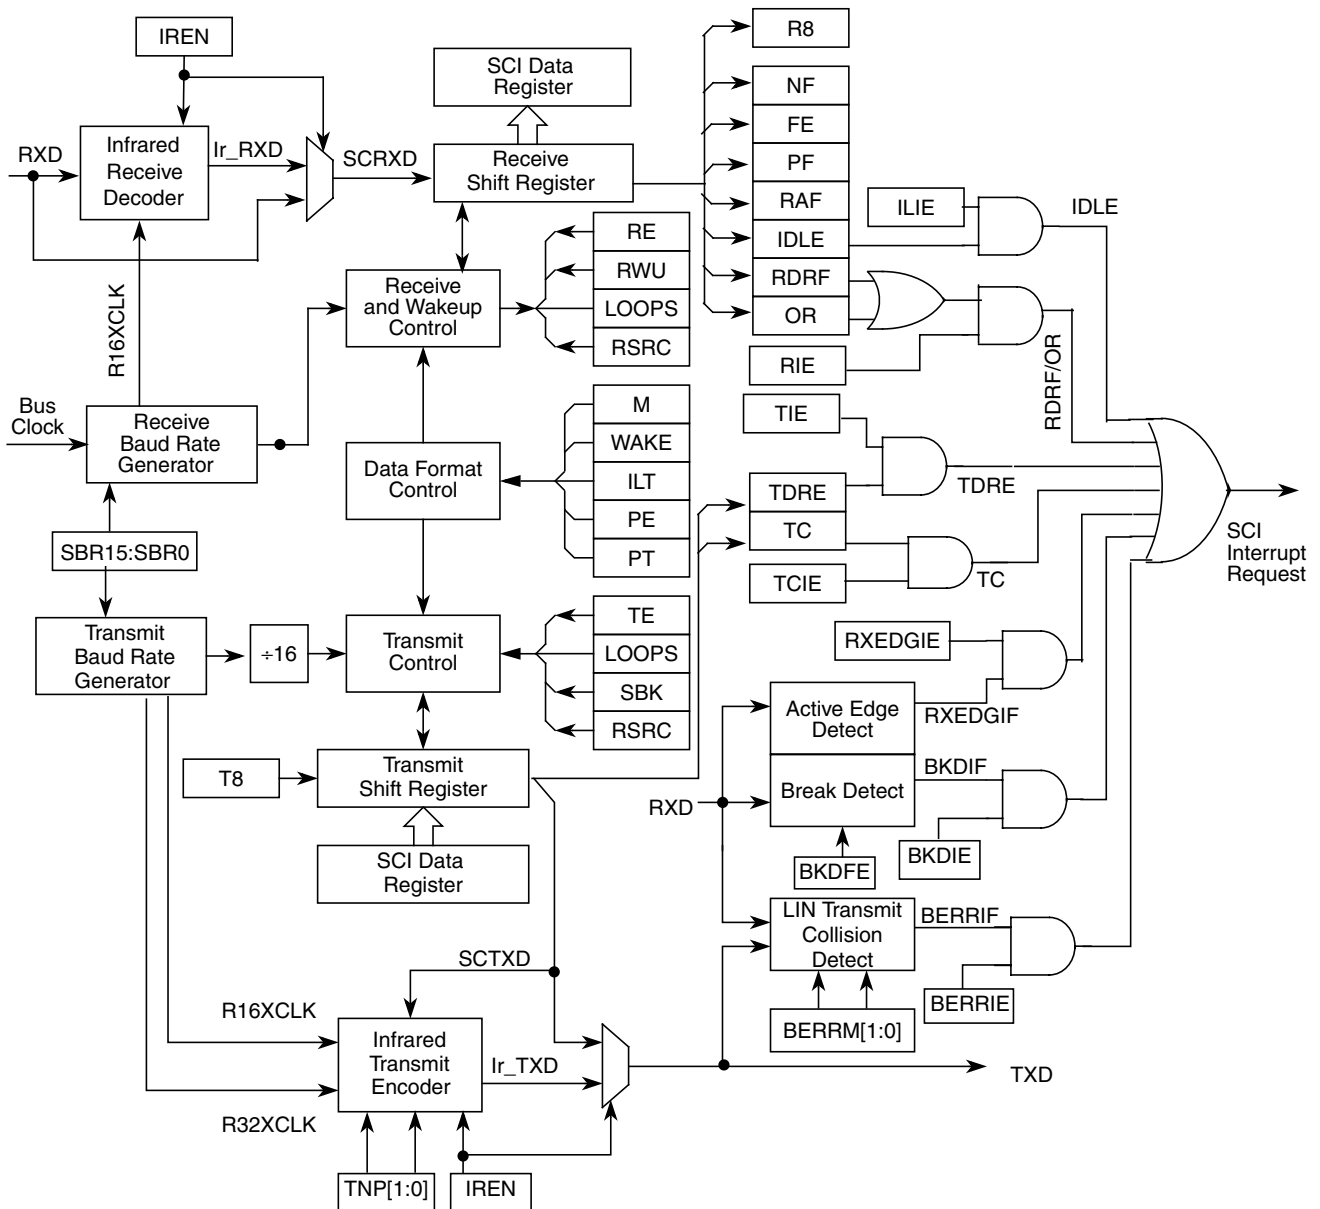 IREN
SCI Data
Register
R8
NF
FE
PF
RAF
IDLE
RDRF
OR
RXD
Infrared
Receive
Decoder
Ir_RXD
SCRXD
Receive
Shift Register
ILIE
IDLE
RIE
RDRF/OR
R16XCLK
Receive
and Wakeup
Control
RE
RWU
LOOPS
RSRC
Bus
Clock
Receive
Baud Rate
Generator
Data Format
Control
M
WAKE
ILT
PE
PT
TIE
TDRE
TC
TCIE
TDRE
TC
SCI
Interrupt
Request
SBR15:SBR0
Transmit
Baud Rate
Generator
÷16
Transmit
Control
TE
LOOPS
SBK
RSRC
RXEDGIE
Active Edge
Detect
RXEDGIF
Break Detect
BKDIF
RXD
BKDFE
BKDIE
T8
Transmit
Shift Register
SCI Data
Register
LIN Transmit
Collision
Detect
BERRIF
BERRIE
BERRM[1:0]
SCTXD
R16XCLK
Infrared
Transmit
Encoder
Ir_TXD
R32XCLK
TXD
TNP[1:0]
IREN